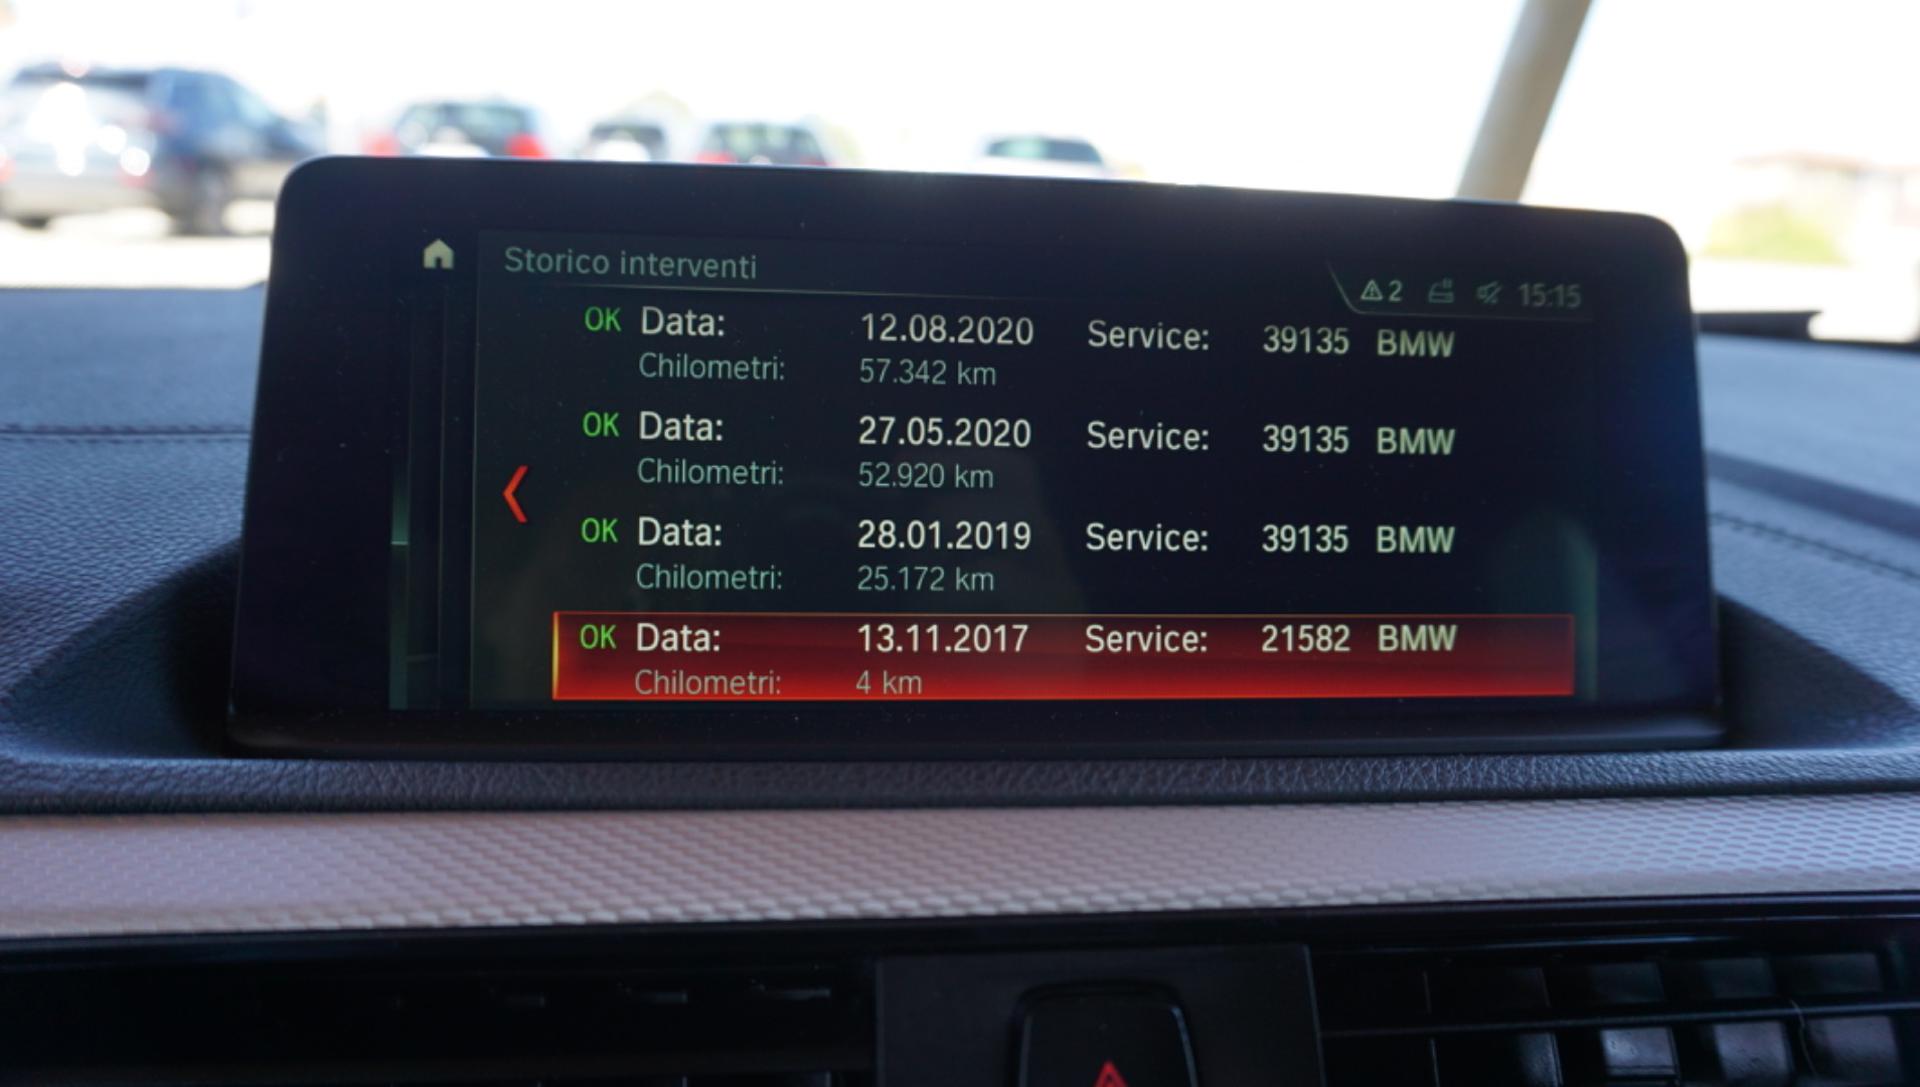 Storico interventi
2 15:15
OK Data: 12.08.2020 Service: 39135 BMW
Chilometri: 57.342 km
OK Data: 27.05.2020 Service: 39135 BMW
Chilometri: 52.920 km
OK Data: 28.01.2019 Service: 39135 BMW
Chilometri: 25.172 km
OK Data: 13.11.2017 Service: 21582 BMW
Chilometri: 4 km